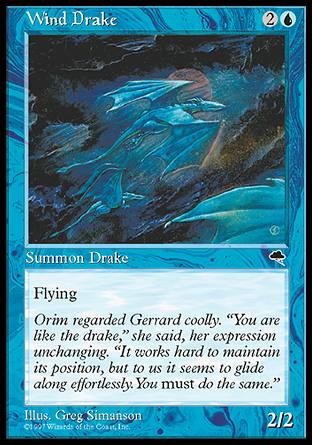 Wind Drake 2
Summon Drake
Flying
Orim regarded Gerrard coolly. “You are
like the drake,” she said, her expression
unchanging. “It works hard to maintain
its position, but to us it seems to glide
along effortlessly. You must do the same.”
Illus. Greg Simanson
©1997 Wizards of the Coast, Inc. 2/2